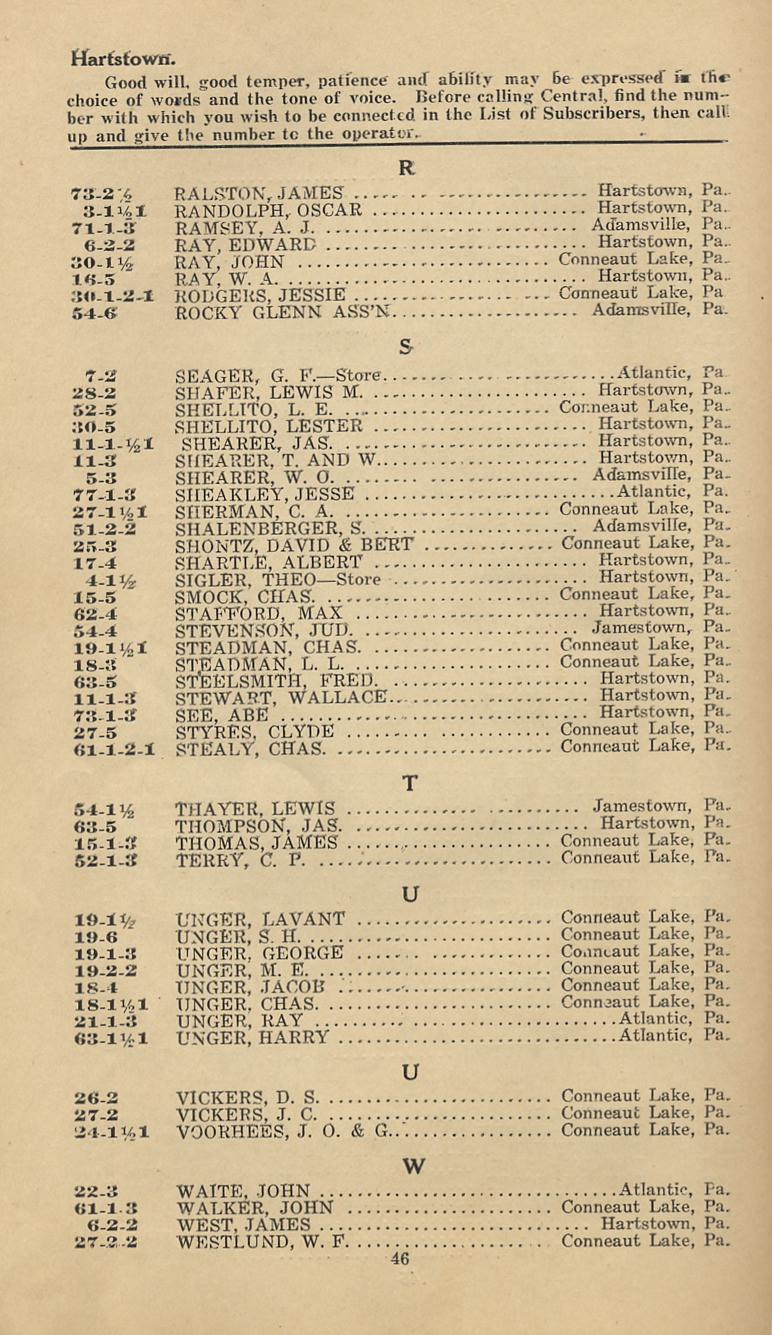 Hartstown.
Good will, good temper, patience and ability may be expressed in the
choice of words and the tone of voice. Before calling Central, find the num-
ber with which you wish to be connected in the List of Subscribers, then call
up and give the number to the operator.
R
73-2½ RALSTON, JAMES Hartstown, Pa.
3-1½1 RANDOLPH, OSCAR Hartstown, Pa.
71-1-3 RAMSEY, A. J. Adamsville, Pa.
6-2-2 RAY, EDWARD Hartstown, Pa.
30-1½ RAY, JOHN Conneaut Lake, Pa.
16-5 RAY, W. A. Hartstown, Pa.
30-1-2-1 RODGERS, JESSIE Conneaut Lake, Pa
54-6 ROCKY GLENN ASS'N. Adamsville, Pa.
S
7-2 SEAGER, G. F.—Store Atlantic, Pa
28-2 SHAFER, LEWIS M. Hartstown, Pa.
52-5 SHELLITO, L. E. Conneaut Lake, Pa.
30-5 SHELLITO, LESTER Hartstown, Pa.
11-1-½1 SHEARER, JAS. Hartstown, Pa.
11-3 SHEARER, T. AND W. Hartstown, Pa.
5-3 SHEARER, W. O. Adamsville, Pa.
77-1-3 SHEAKLEY, JESSE Atlantic, Pa.
27-1½1 SHERMAN, C. A. Conneaut Lake, Pa.
51-2-2 SHALENBERGER, S. Adamsville, Pa.
25-3 SHONTZ, DAVID & BERT Conneaut Lake, Pa.
17-4 SHARTLE, ALBERT Hartstown, Pa.
4-1½ SIGLER, THEO—Store Hartstown, Pa.
15-5 SMOCK, CHAS. Conneaut Lake, Pa.
62-4 STAFFORD, MAX Hartstown, Pa.
54-4 STEVENSON, JUD. Jamestown, Pa.
19-1½1 STEADMAN, CHAS. Conneaut Lake, Pa.
18-3 STEADMAN, L. L. Conneaut Lake, Pa.
63-5 STEELSMITH, FRED. Hartstown, Pa.
11-1-3 STEWART, WALLACE Hartstown, Pa.
73-1-3 SEE, ABE Hartstown, Pa.
27-5 STYRES, CLYDE Conneaut Lake, Pa.
61-1-2-1 STEALY, CHAS. Conneaut Lake, Pa.
T
54-1½ THAYER, LEWIS Jamestown, Pa.
63-5 THOMPSON, JAS. Hartstown, Pa.
15-1-3 THOMAS, JAMES Conneaut Lake, Pa.
52-1-3 TERRY, C. P. Conneaut Lake, Pa.
U
19-1½ UNGER, LAVANT Conneaut Lake, Pa.
19-6 UNGER, S. H. Conneaut Lake, Pa.
19-1-3 UNGER, GEORGE Conneaut Lake, Pa.
19-2-2 UNGER, M. E. Conneaut Lake, Pa.
18-4 UNGER, JACOB Conneaut Lake, Pa.
18-1½1 UNGER, CHAS. Conneaut Lake, Pa.
21-1-3 UNGER, RAY Atlantic, Pa.
63-1½1 UNGER, HARRY Atlantic, Pa.
U
26-2 VICKERS, D. S. Conneaut Lake, Pa.
27-2 VICKERS, J. C. Conneaut Lake, Pa.
24-1½1 VOORHEES, J. O. & G. Conneaut Lake, Pa.
W
22-3 WAITE, JOHN Atlantic, Pa.
61-1-3 WALKER, JOHN Conneaut Lake, Pa.
6-2-2 WEST, JAMES Hartstown, Pa.
27-2-2 WESTLUND, W. F. Conneaut Lake, Pa.
46